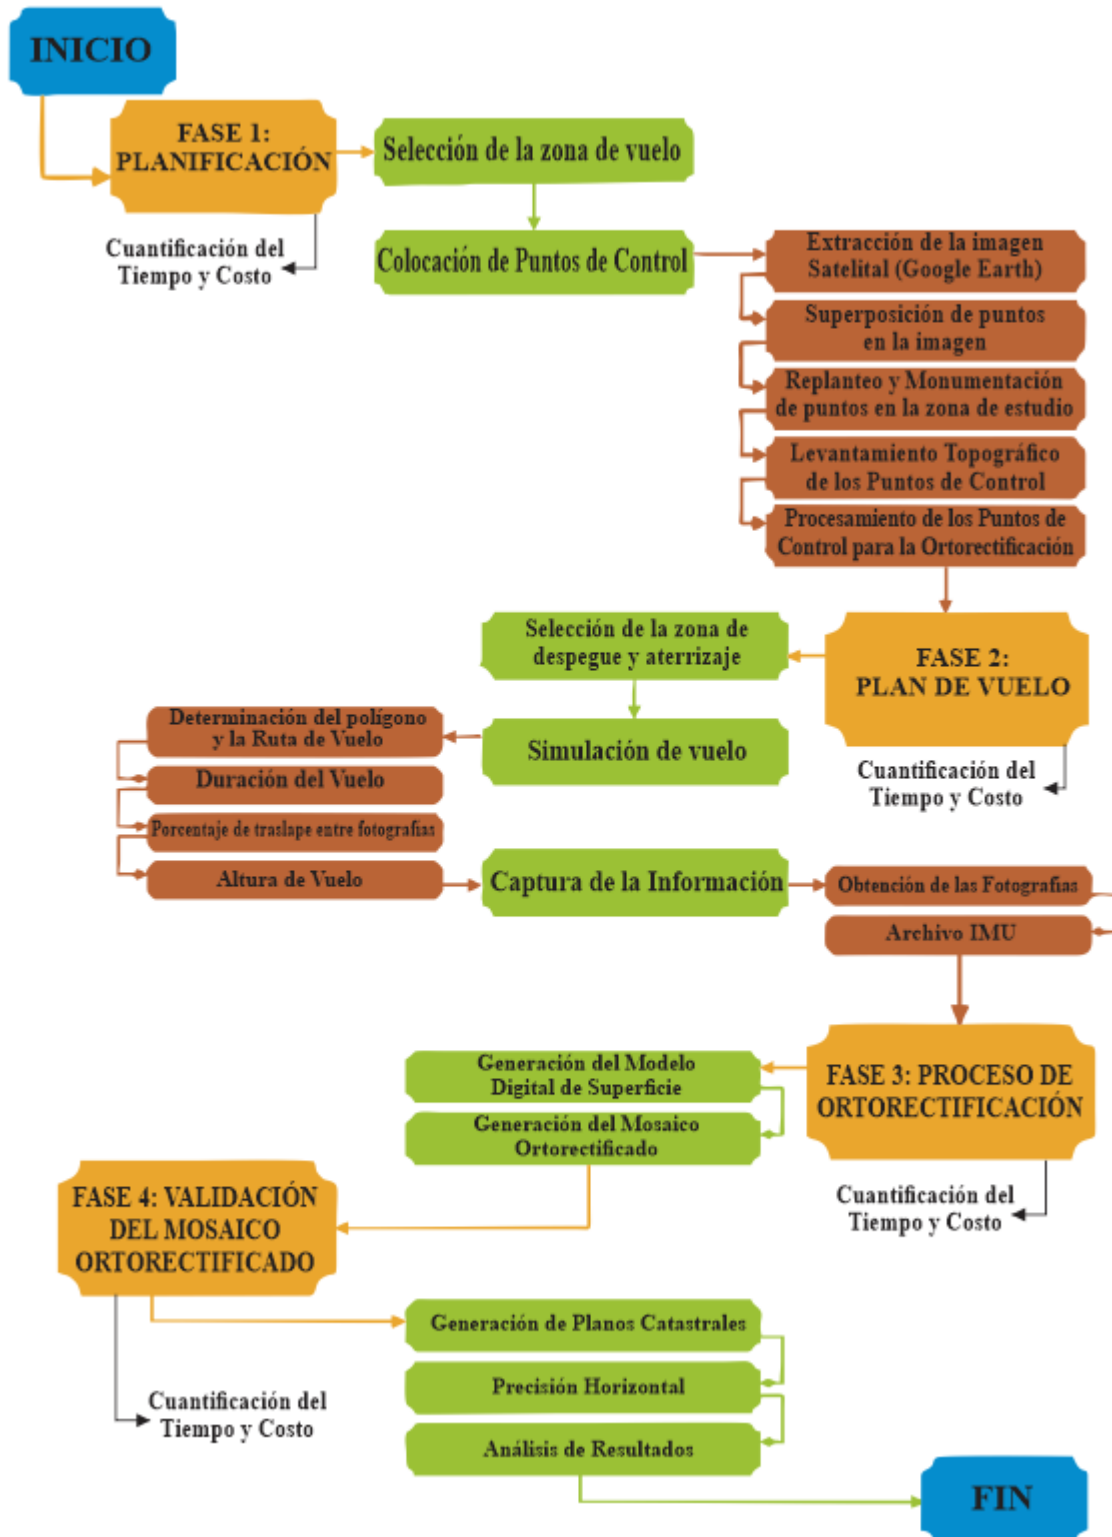 INICIO
FASE 1:
PLANIFICACIÓN
Selección de la zona de vuelo
Cuantificación del
Tiempo y Costo
Colocación de Puntos de Control
Extracción de la imagen
Satelital (Google Earth)
Superposición de puntos
en la imagen
Replanteo y Monumentación
de puntos en la zona de estudio
Levantamiento Topográfico
de los Puntos de Control
Procesamiento de los Puntos de
Control para la Ortorectificación
FASE 2:
PLAN DE VUELO
Cuantificación del
Tiempo y Costo
Selección de la zona de
despegue y aterrizaje
Simulación de vuelo
Determinación del polígono
y la Ruta de Vuelo
Duración del Vuelo
Porcentaje de traslape entre fotografias
Altura de Vuelo
Captura de la Información
Obtención de las Fotografías
Archivo IMU
FASE 3: PROCESO DE
ORTORECTIFICACIÓN
Cuantificación del
Tiempo y Costo
Generación del Modelo
Digital de Superficie
Generación del Mosaico
Ortorectificado
FASE 4: VALIDACIÓN
DEL MOSAICO
ORTORECTIFICADO
Cuantificación del
Tiempo y Costo
Generación de Planos Catastrales
Precisión Horizontal
Análisis de Resultados
FIN